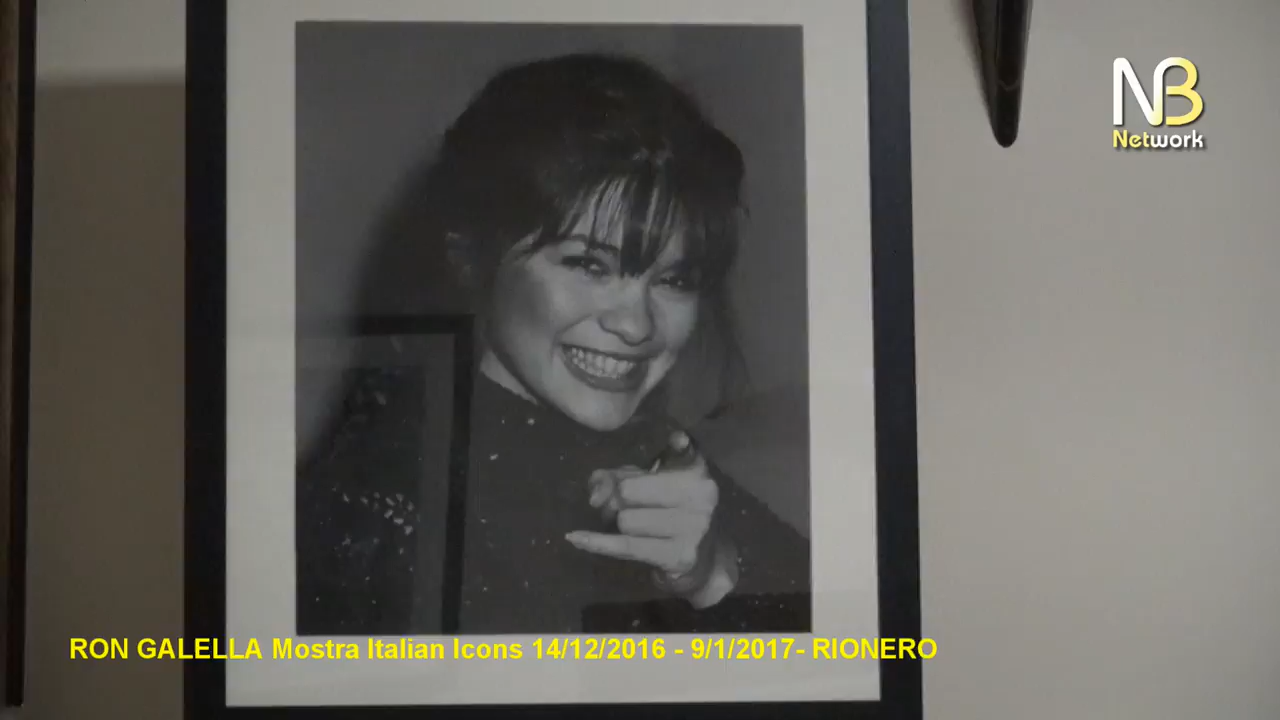 NB
Network
RON GALELLA Mostra Italian Icons 14/12/2016 - 9/1/2017- RIONERO